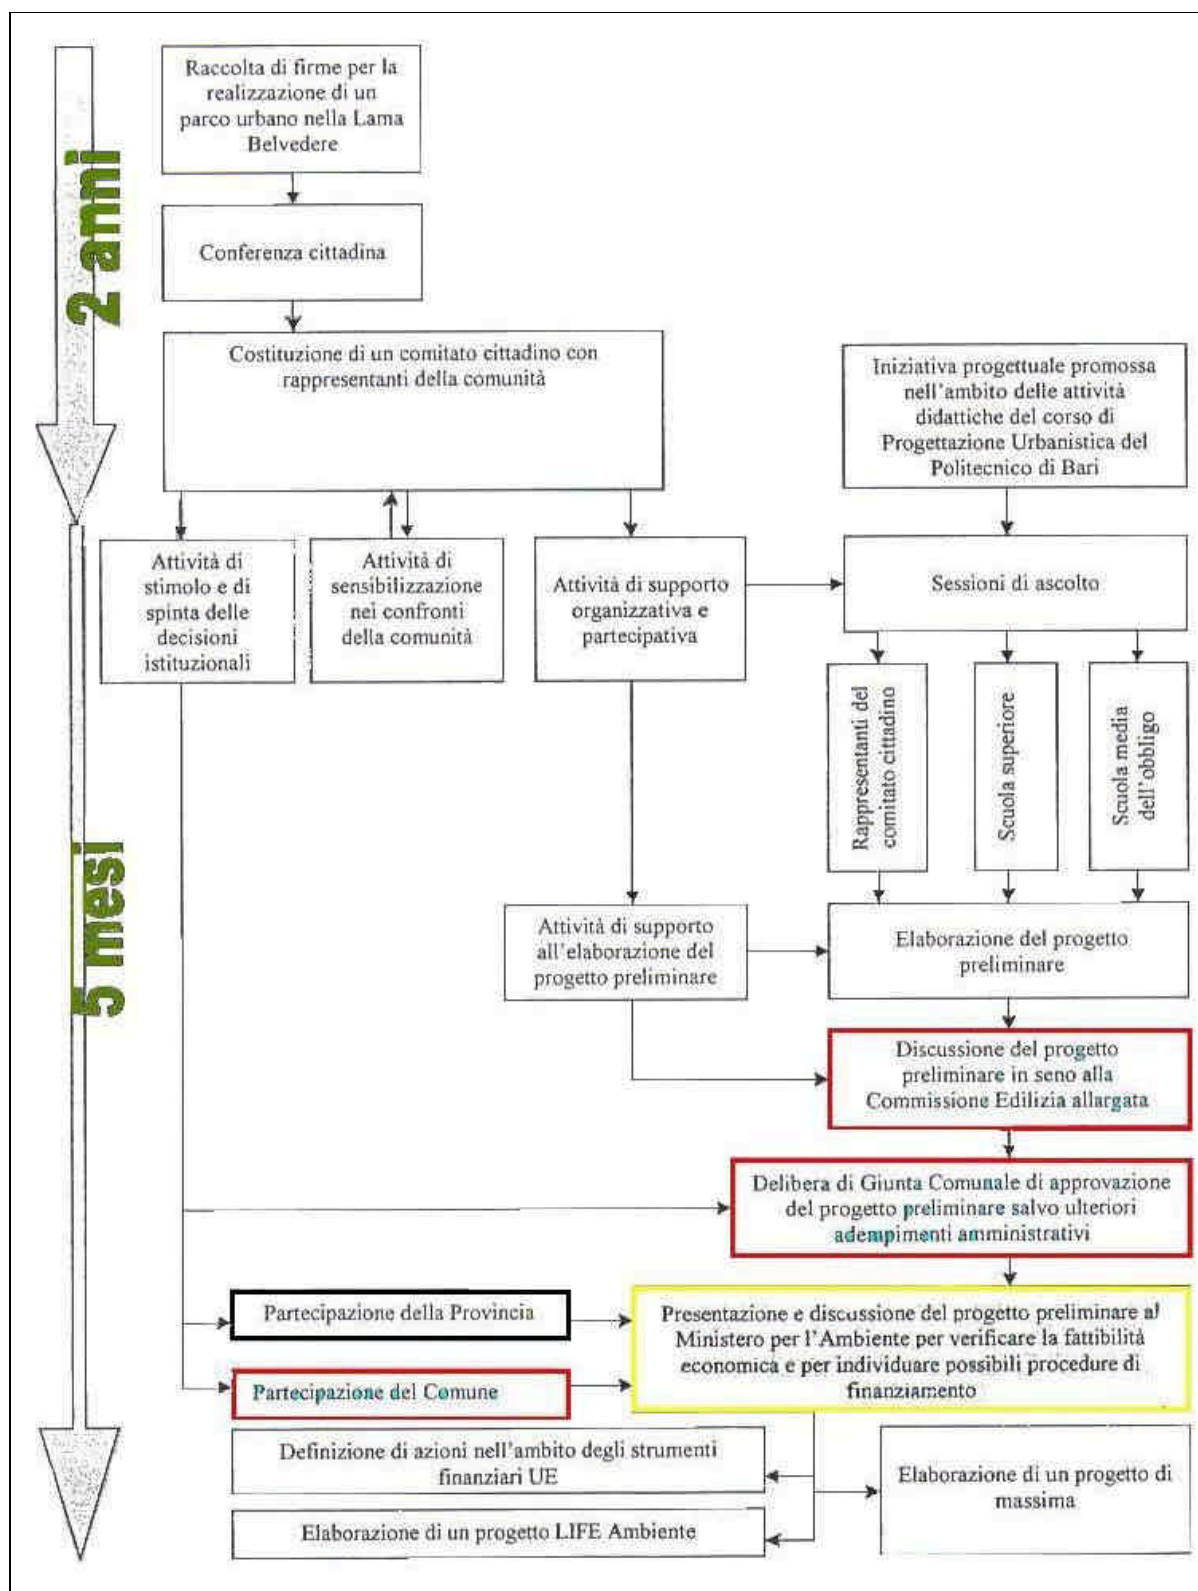 2 anni
5 mesi
Raccolta di firme per la
realizzazione di un
parco urbano nella Lama
Belvedere
Conferenza cittadina
Costituzione di un comitato cittadino con
rappresentanti della comunità
Iniziativa progettuale promossa
nell'ambito delle attività
didattiche del corso di
Progettazione Urbanistica del
Politecnico di Bari
Attività di
stimolo e di
spinta delle
decisioni
istituzionali
Attività di
sensibilizzazione
nei confronti
della comunità
Attività di supporto
organizzativa e
partecipativa
Sessioni di ascolto
Rappresentanti del
comitato cittadino
Scuola superiore
Scuola media
dell'obbligo
Attività di supporto
all'elaborazione del
progetto preliminare
Elaborazione del progetto
preliminare
Discussione del progetto
preliminare in seno alla
Commissione Edilizia allargata
Delibera di Giunta Comunale di approvazione
del progetto preliminare salvo ulteriori
adempimenti amministrativi
Partecipazione della Provincia
Partecipazione del Comune
Presentazione e discussione del progetto preliminare al
Ministero per l'Ambiente per verificare la fattibilità
economica e per individuare possibili procedure di
finanziamento
Definizione di azioni nell'ambito degli strumenti
finanziari UE
Elaborazione di un progetto LIFE Ambiente
Elaborazione di un progetto di
massima